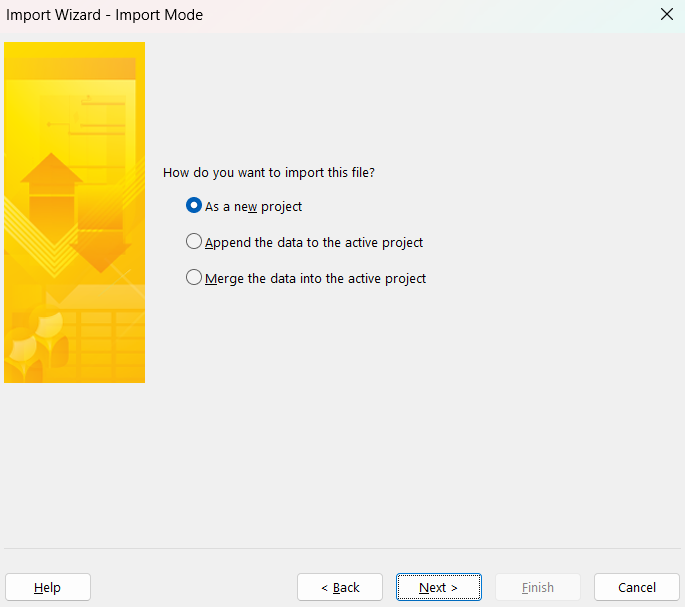 Import Wizard - Import Mode
How do you want to import this file?
As a new project
Append the data to the active project
Merge the data into the active project
Help
< Back
Next >
Finish
Cancel